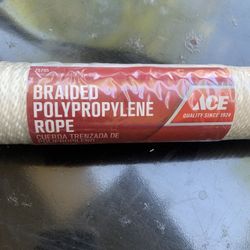 BRAIDED
POLYPROPYLENE
ROPE
CUERDA TRENZADA DE
ACE
QUALITY SINCE 1924